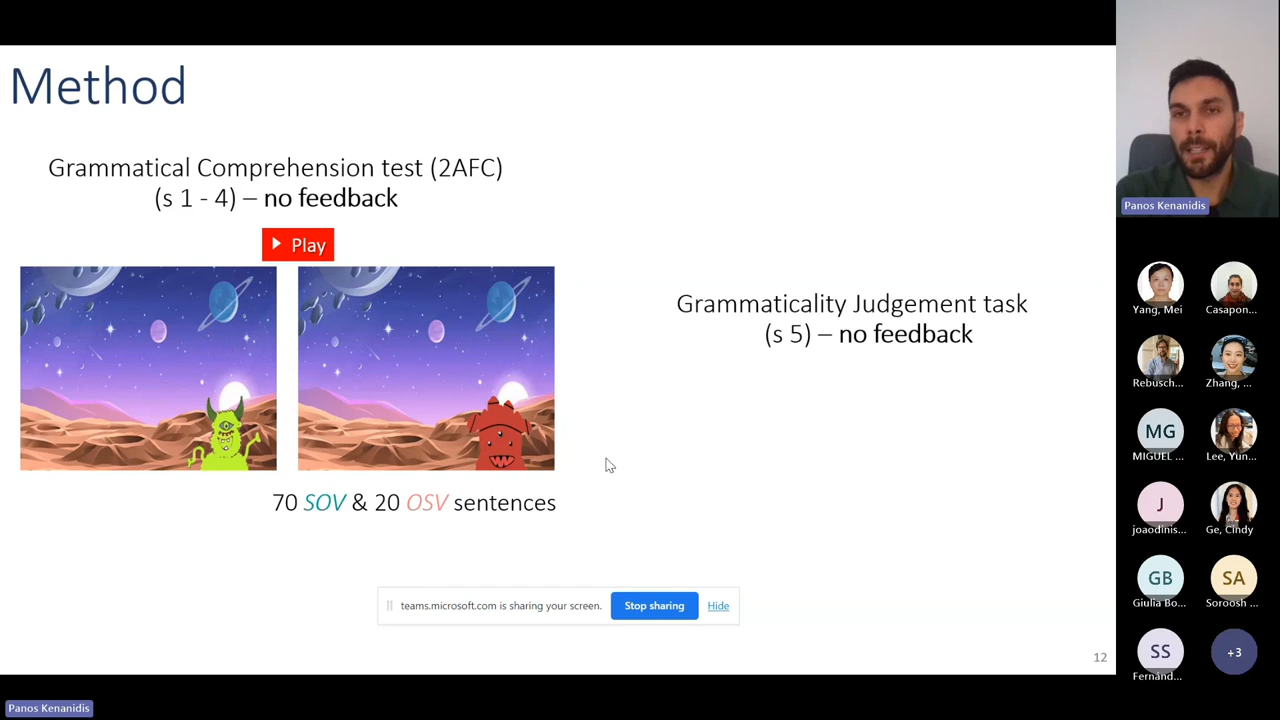 Method
Grammatical Comprehension test (2AFC)
(s 1 - 4) – no feedback
Play
70 SOV & 20 OSV sentences
Grammaticality Judgement task
(s 5) – no feedback
teams.microsoft.com is sharing your screen.
Stop sharing
Hide
12
Panos Kenanidis
Yang, Mei
Casapon...
Rebusch...
Zhang, ...
MG
MIGUEL ...
Lee, Yun...
J
joaodinis...
Ge, Cindy
GB
Giulia Bo...
SA
Soroosh ...
SS
Fernánd...
+3
Panos Kenanidis